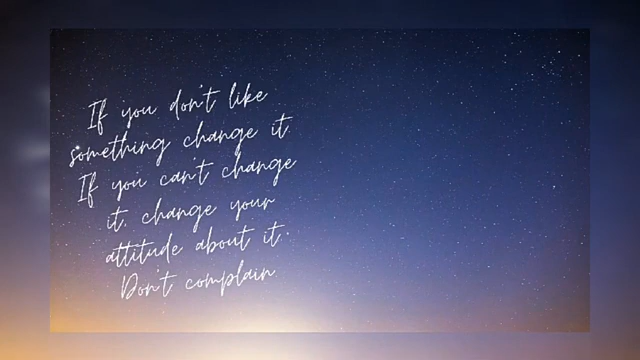 If you don't like
something change it.
If you can't change
it, change your
attitude about it.
Don't complain.